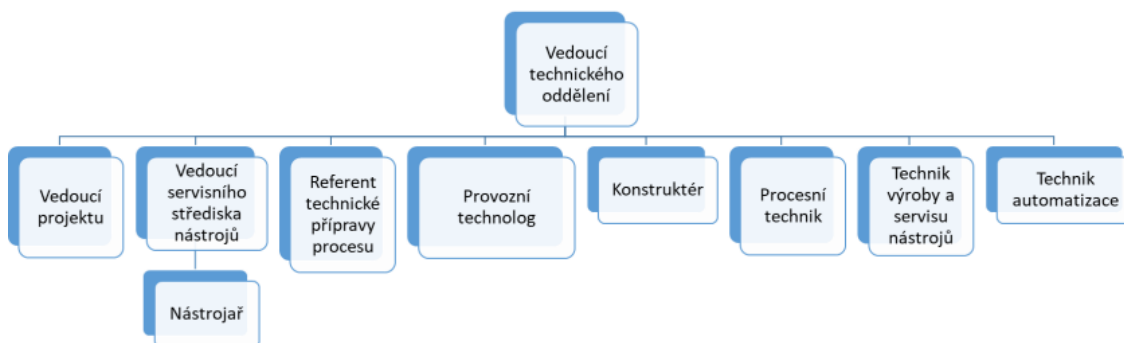 Vedoucí
technického
oddělení
Vedoucí
projektu
Vedoucí
servisního
střediska
nástrojů
Referent
technické
přípravy
procesu
Provozní
technolog
Konstruktér
Procesní
technik
Technik
výroby a
servisu
nástrojů
Technik
automatizace
Nástrojař